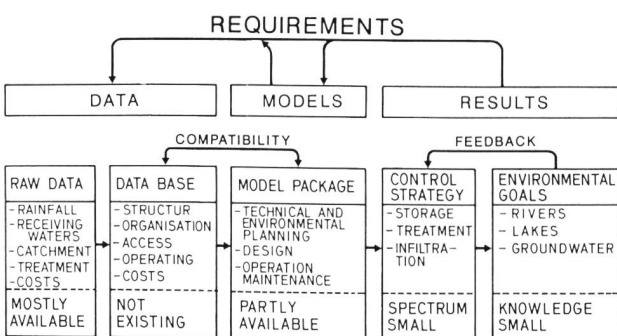 REQUIREMENTS
DATA
MODELS
RESULTS
COMPATIBILITY
FEEDBACK
RAW DATA
-RAINFALL
-RECEIVING
WATERS
-CATCHMENT
-TREATMENT
-COSTS
MOSTLY
AVAILABLE
DATA BASE
-STRUCTUR
-ORGANISATION
-ACCESS
-OPERATING
-COSTS
NOT
EXISTING
MODEL PACKAGE
-TECHNICAL AND
ENVIRONMENTAL
PLANNING
-DESIGN
-OPERATION
MAINTENANCE
PARTLY
AVAILABLE
CONTROL
STRATEGY
-STORAGE
-TREATMENT
-INFILTRA-
TION
SPECTRUM
SMALL
ENVIRONMENTAL
GOALS
-RIVERS
-LAKES
-GROUNDWATER
KNOWLEDGE
SMALL